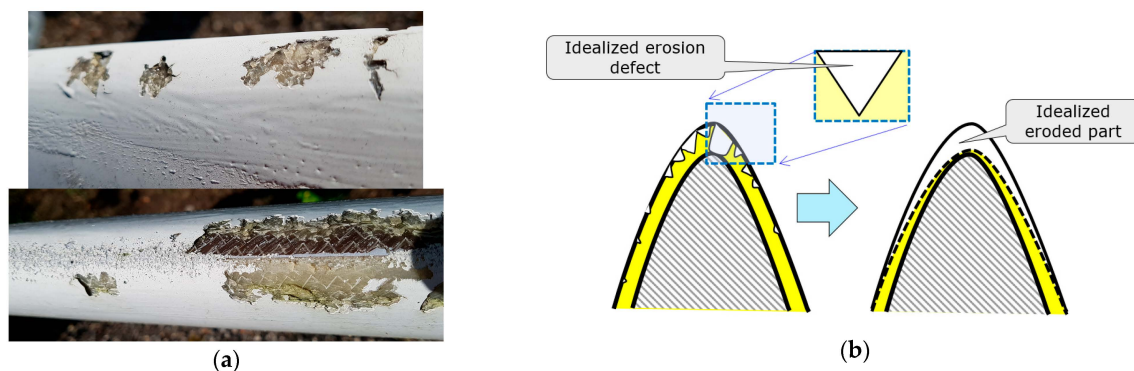 Idealized erosion
defect
Idealized
eroded part
(a)
(b)